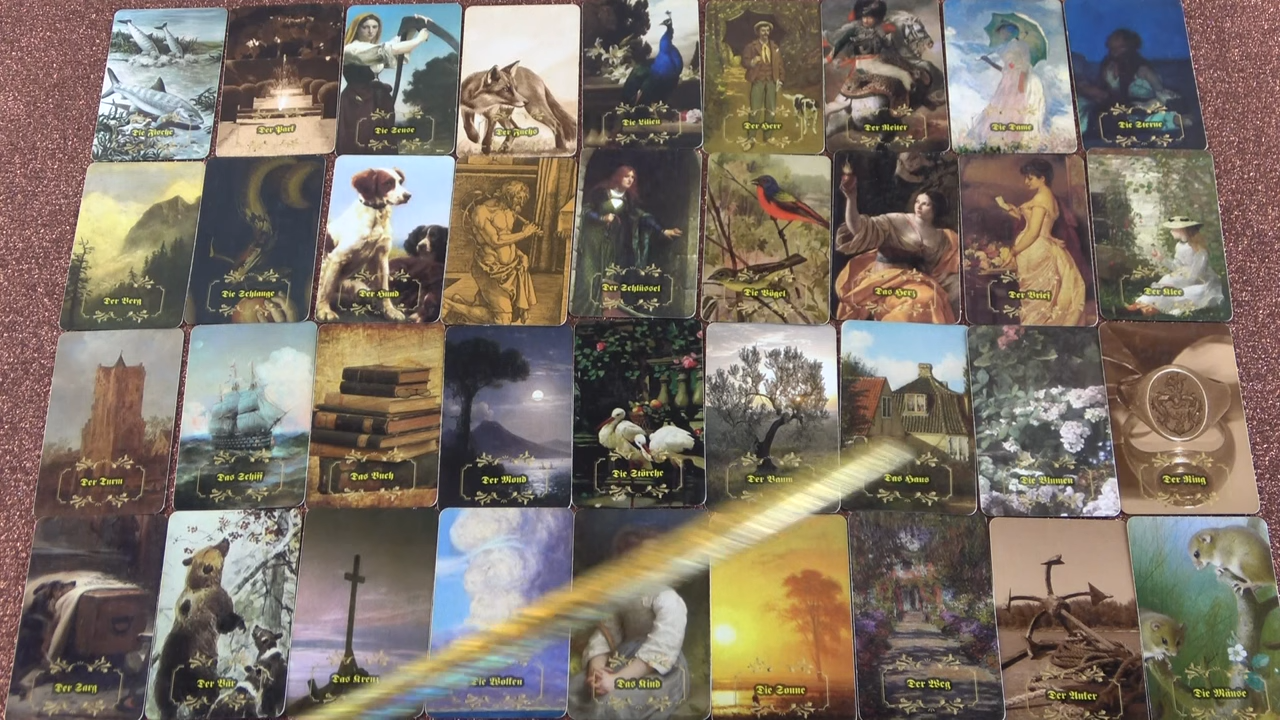 Die Fische
Der Park
Die Sense
Der Fuchs
Die Lilien
Der Herr
Der Reiter
Die Dame
Die Sterne
Der Berg
Die Schlange
Der Hund
Der Schlüssel
Die Vögel
Das Herz
Der Brief
Der Klee
Der Turm
Das Schiff
Das Buch
Der Mond
Die Störche
Der Baum
Das Haus
Die Blumen
Der Ring
Der Sarg
Der Bär
Das Kreuz
Die Wolken
Das Kind
Die Sonne
Der Weg
Der Anker
Die Mäuse